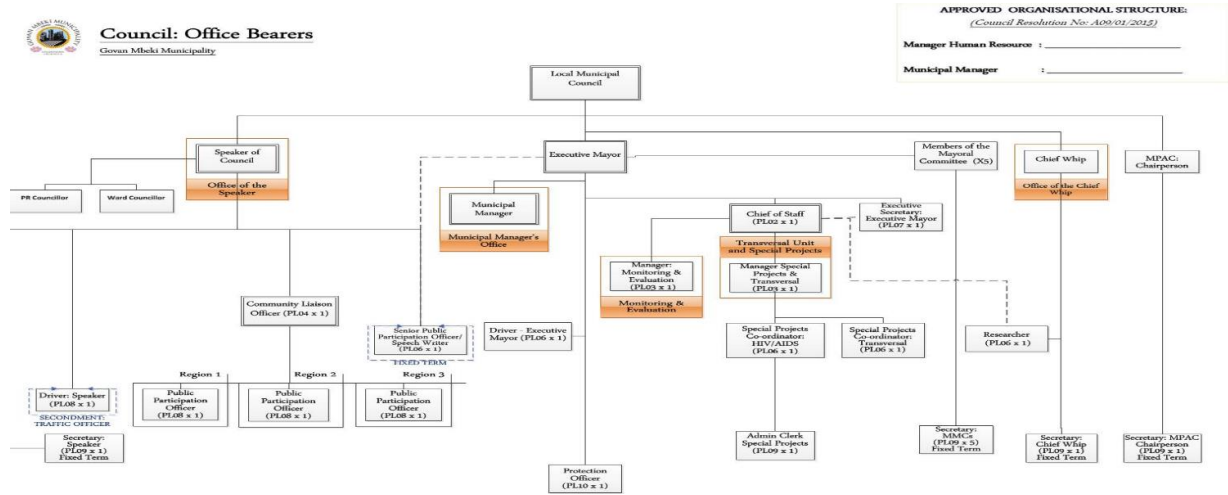 GOVAN MBEKI MUNICIPALITY
Council: Office Bearers
Govan Mbeki Municipality
APPROVED ORGANISATIONAL STRUCTURE:
(Council Resolution No: A09/01/2015)
Manager Human Resource :
Municipal Manager :
Local Municipal
Council
Speaker of
Council
Office of the
Speaker
Executive Mayor
Members of the
Mayoral
Committee (X5)
Chief Whip
Office of the Chief
Whip
MPAC:
Chairperson
PR Councillor
Ward Councillor
Municipal
Manager
Municipal Manager's
Office
Chief of Staff
(PL02 x 1)
Executive
Secretary:
Executive Mayor
(PL07 x 1)
Transversal Unit
and Special Projects
Manager:
Monitoring &
Evaluation
(PL03 x 1)
Monitoring &
Evaluation
Manager Special
Projects &
Transversal
(PL03 x 1)
Community Liaison
Officer (PL04 x 1)
Senior Public
Participation Officer/
Speech Writer
(PL06 x 1)
FIXED TERM
Driver - Executive
Mayor (PL06 x 1)
Special Projects
Co-ordinator:
HIV/AIDS
(PL06 x 1)
Special Projects
Co-ordinator:
Transversal
(PL06 x 1)
Researcher
(PL06 x 1)
Region 1
Region 2
Region 3
Driver: Speaker
(PL08 x 1)
SECONDMENT:
TRAFFIC OFFICER
Public
Participation
Officer
(PL08 x 1)
Public
Participation
Officer
(PL08 x 1)
Public
Participation
Officer
(PL08 x 1)
Secretary:
Speaker
(PL09 x 1)
Fixed Term
Admin Clerk
Special Projects
(PL09 x 1)
Secretary:
MMCs
(PL09 x 5)
Fixed Term
Secretary:
Chief Whip
(PL09 x 1)
Fixed Term
Secretary: MPAC
Chairperson
(PL09 x 1)
Fixed Term
Protection
Officer
(PL10 x 1)